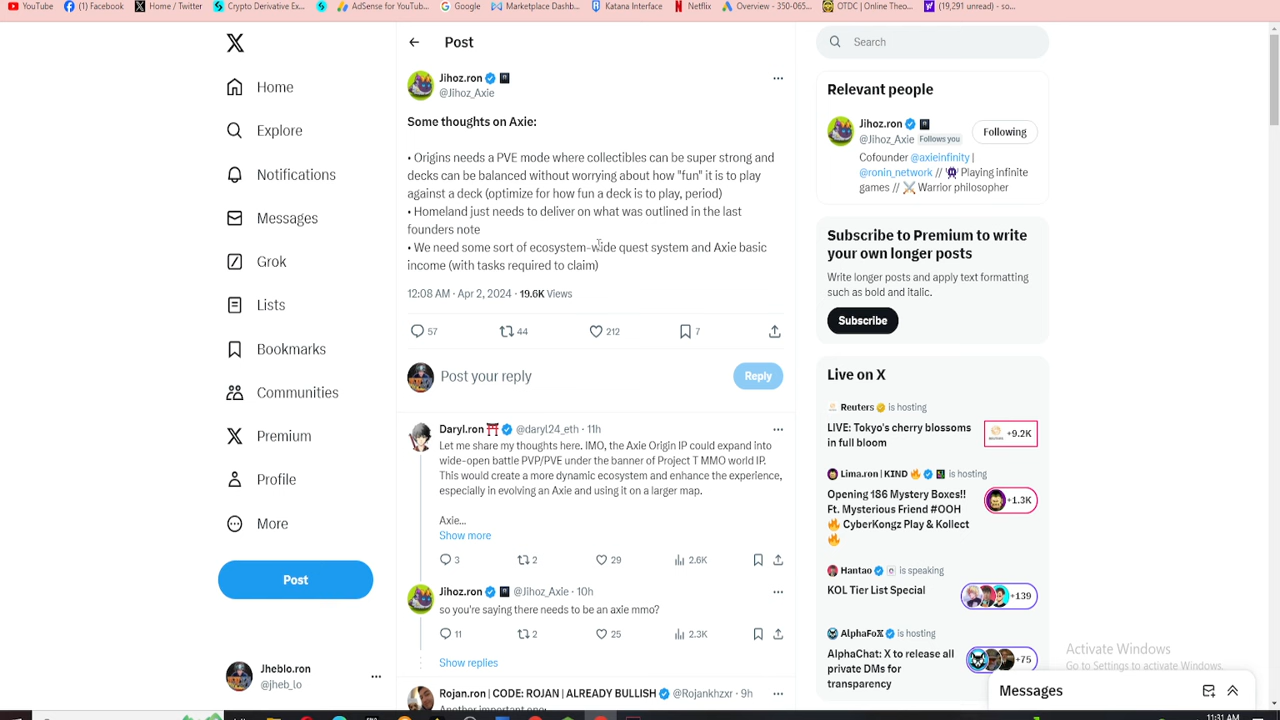 YouTube (1) Facebook Home / Twitter Crypto Derivative Ex... AdSense for YouTub... Google Marketplace Dashb... Katana Interface Netflix Overview - 350-065... OTDC | Online Theo... (19,291 unread) - so...
Home
Explore
Notifications
Messages
Grok
Lists
Bookmarks
Communities
Premium
Profile
More
Post
Jheblo.ron
@jheb_lo
Post
Jihoz.ron
@Jihoz_Axie
Some thoughts on Axie:
• Origins needs a PVE mode where collectibles can be super strong and
decks can be balanced without worrying about how "fun" it is to play
against a deck (optimize for how fun a deck is to play, period)
• Homeland just needs to deliver on what was outlined in the last
founders note
• We need some sort of ecosystem-wide quest system and Axie basic
income (with tasks required to claim)
12:08 AM · Apr 2, 2024 · 19.6K Views
57 44 212 7
Post your reply Reply
Daryl.ron @daryl24_eth · 11h
Let me share my thoughts here. IMO, the Axie Origin IP could expand into
wide-open battle PVP/PVE under the banner of Project T MMO world IP.
This would create a more dynamic ecosystem and enhance the experience,
especially in evolving an Axie and using it on a larger map.
Axie...
Show more
3 2 29 2.6K
Jihoz.ron @Jihoz_Axie · 10h
so you're saying there needs to be an axie mmo?
11 2 25 2.3K
Show replies
Rojan.ron | CODE: ROJAN | ALREADY BULLISH @Rojankhzxr · 9h
Another important one:
Search
Relevant people
Jihoz.ron
@Jihoz_Axie Follows you
Following
Cofounder @axieinfinity |
@ronin_network // Playing infinite
games // Warrior philosopher
Subscribe to Premium to write
your own longer posts
Write longer posts and apply text formatting
such as bold and italic.
Subscribe
Live on X
Reuters is hosting
LIVE: Tokyo's cherry blossoms
in full bloom
+9.2K
Lima.ron | KIND is hosting
Opening 186 Mystery Boxes!!
Ft. Mysterious Friend #OOH
CyberKongz Play & Kollect
+1.3K
Hantao is speaking
KOL Tier List Special
+139
AlphaFoX is hosting
AlphaChat: X to release all
private DMs for
transparency
+75
Activate Windows
Go to Settings to activate Windows.
Messages
11:31 AM